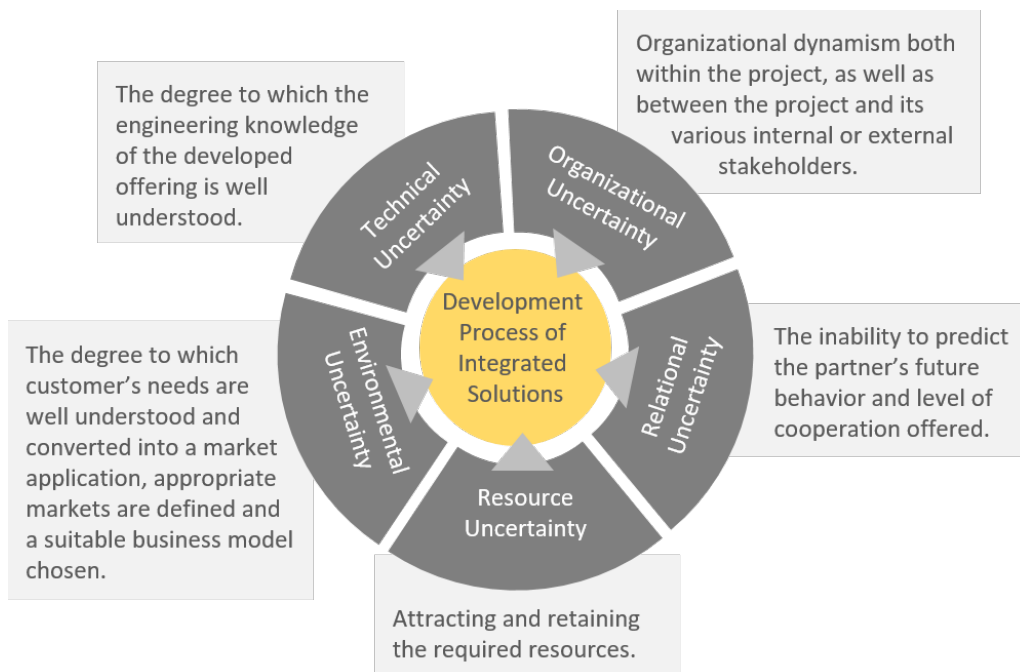 The degree to which the
engineering knowledge
of the developed
offering is well
understood.
Organizational dynamism both
within the project, as well as
between the project and its
various internal or external
stakeholders.
Technical
Uncertainty
Organizational
Uncertainty
Development
Process of
Integrated
Solutions
Environmental
Uncertainty
Relational
Uncertainty
Resource
Uncertainty
The degree to which
customer’s needs are
well understood and
converted into a market
application, appropriate
markets are defined and
a suitable business model
chosen.
The inability to predict
the partner’s future
behavior and level of
cooperation offered.
Attracting and retaining
the required resources.